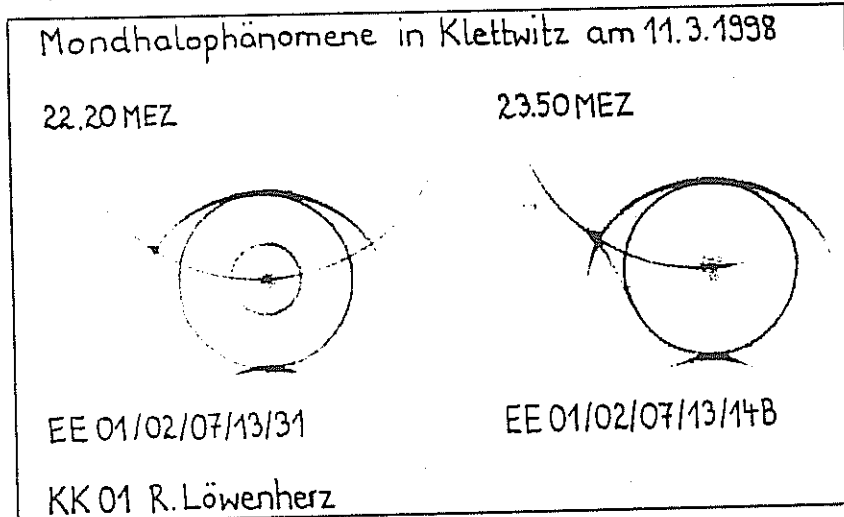 Mondhalophänomene in Klettwitz am 11.3.1998
22.20 MEZ
23.50 MEZ
EE 01/02/07/13/31
EE 01/02/07/13/14B
KK 01 R. Löwenherz